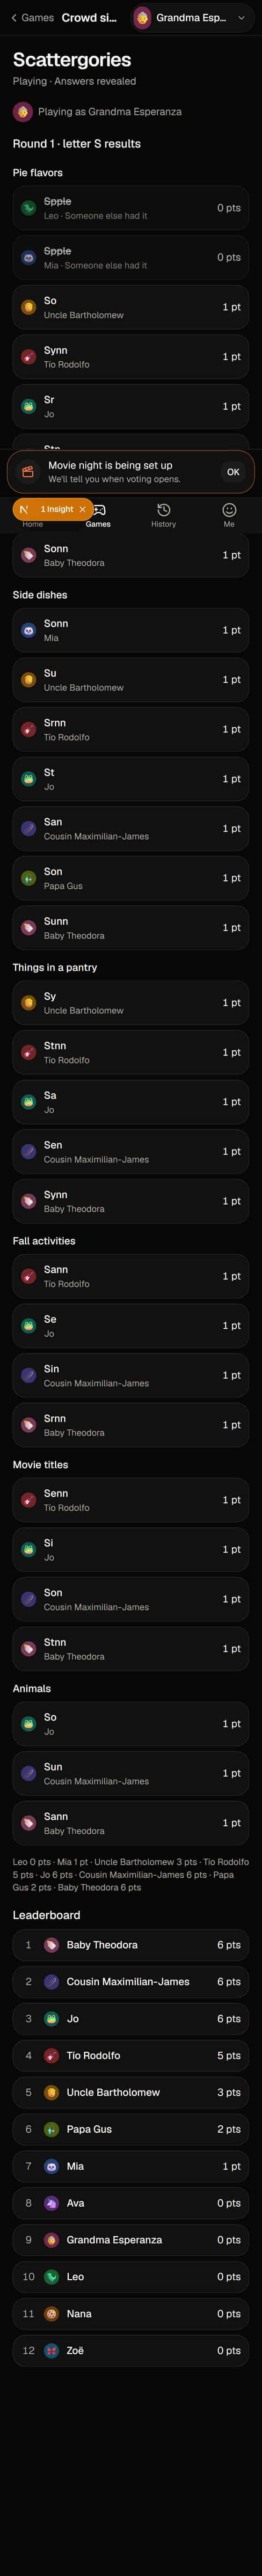 Games
Crowd si...
Grandma Esp...
Scattergories
Playing · Answers revealed
Playing as Grandma Esperanza
Round 1 · letter S results
Pie flavors
Spple
Leo · Someone else had it
0 pts
Spple
Mia · Someone else had it
0 pts
So
Uncle Bartholomew
1 pt
Synn
Tío Rodolfo
1 pt
Sr
Jo
1 pt
Movie night is being set up
We'll tell you when voting opens.
OK
N
1 Insight
Home
Games
History
Me
Sonn
Baby Theodora
1 pt
Side dishes
Sonn
Mia
1 pt
Su
Uncle Bartholomew
1 pt
Srnn
Tío Rodolfo
1 pt
St
Jo
1 pt
San
Cousin Maximilian-James
1 pt
Son
Papa Gus
1 pt
Sunn
Baby Theodora
1 pt
Things in a pantry
Sy
Uncle Bartholomew
1 pt
Stnn
Tío Rodolfo
1 pt
Sa
Jo
1 pt
Sen
Cousin Maximilian-James
1 pt
Synn
Baby Theodora
1 pt
Fall activities
Sann
Tío Rodolfo
1 pt
Se
Jo
1 pt
Sin
Cousin Maximilian-James
1 pt
Srnn
Baby Theodora
1 pt
Movie titles
Senn
Tío Rodolfo
1 pt
Si
Jo
1 pt
Son
Cousin Maximilian-James
1 pt
Stnn
Baby Theodora
1 pt
Animals
So
Jo
1 pt
Sun
Cousin Maximilian-James
1 pt
Sann
Baby Theodora
1 pt
Leo 0 pts · Mia 1 pt · Uncle Bartholomew 3 pts · Tío Rodolfo
5 pts · Jo 6 pts · Cousin Maximilian-James 6 pts · Papa
Gus 2 pts · Baby Theodora 6 pts
Leaderboard
1 Baby Theodora 6 pts
2 Cousin Maximilian-James 6 pts
3 Jo 6 pts
4 Tío Rodolfo 5 pts
5 Uncle Bartholomew 3 pts
6 Papa Gus 2 pts
7 Mia 1 pt
8 Ava 0 pts
9 Grandma Esperanza 0 pts
10 Leo 0 pts
11 Nana 0 pts
12 Zoë 0 pts